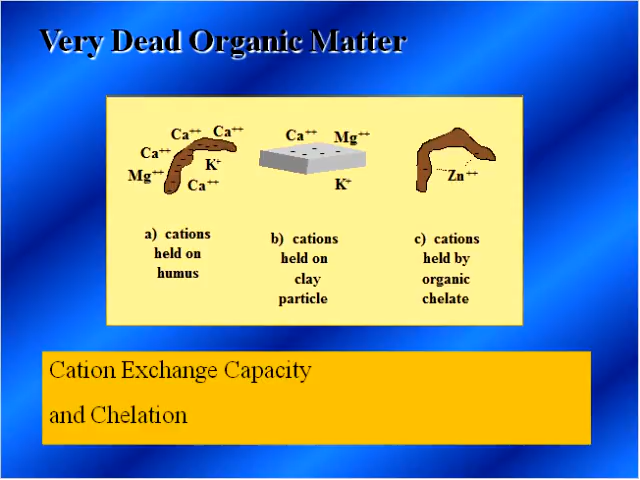 Very Dead Organic Matter
Ca⁺⁺ Ca⁺⁺
Ca⁺⁺
K⁺
Mg⁺⁺
Ca⁺⁺
a) cations
held on
humus
Ca⁺⁺ Mg⁺⁺
K⁺
b) cations
held on
clay
particle
Zn⁺⁺
c) cations
held by
organic
chelate
Cation Exchange Capacity
and Chelation